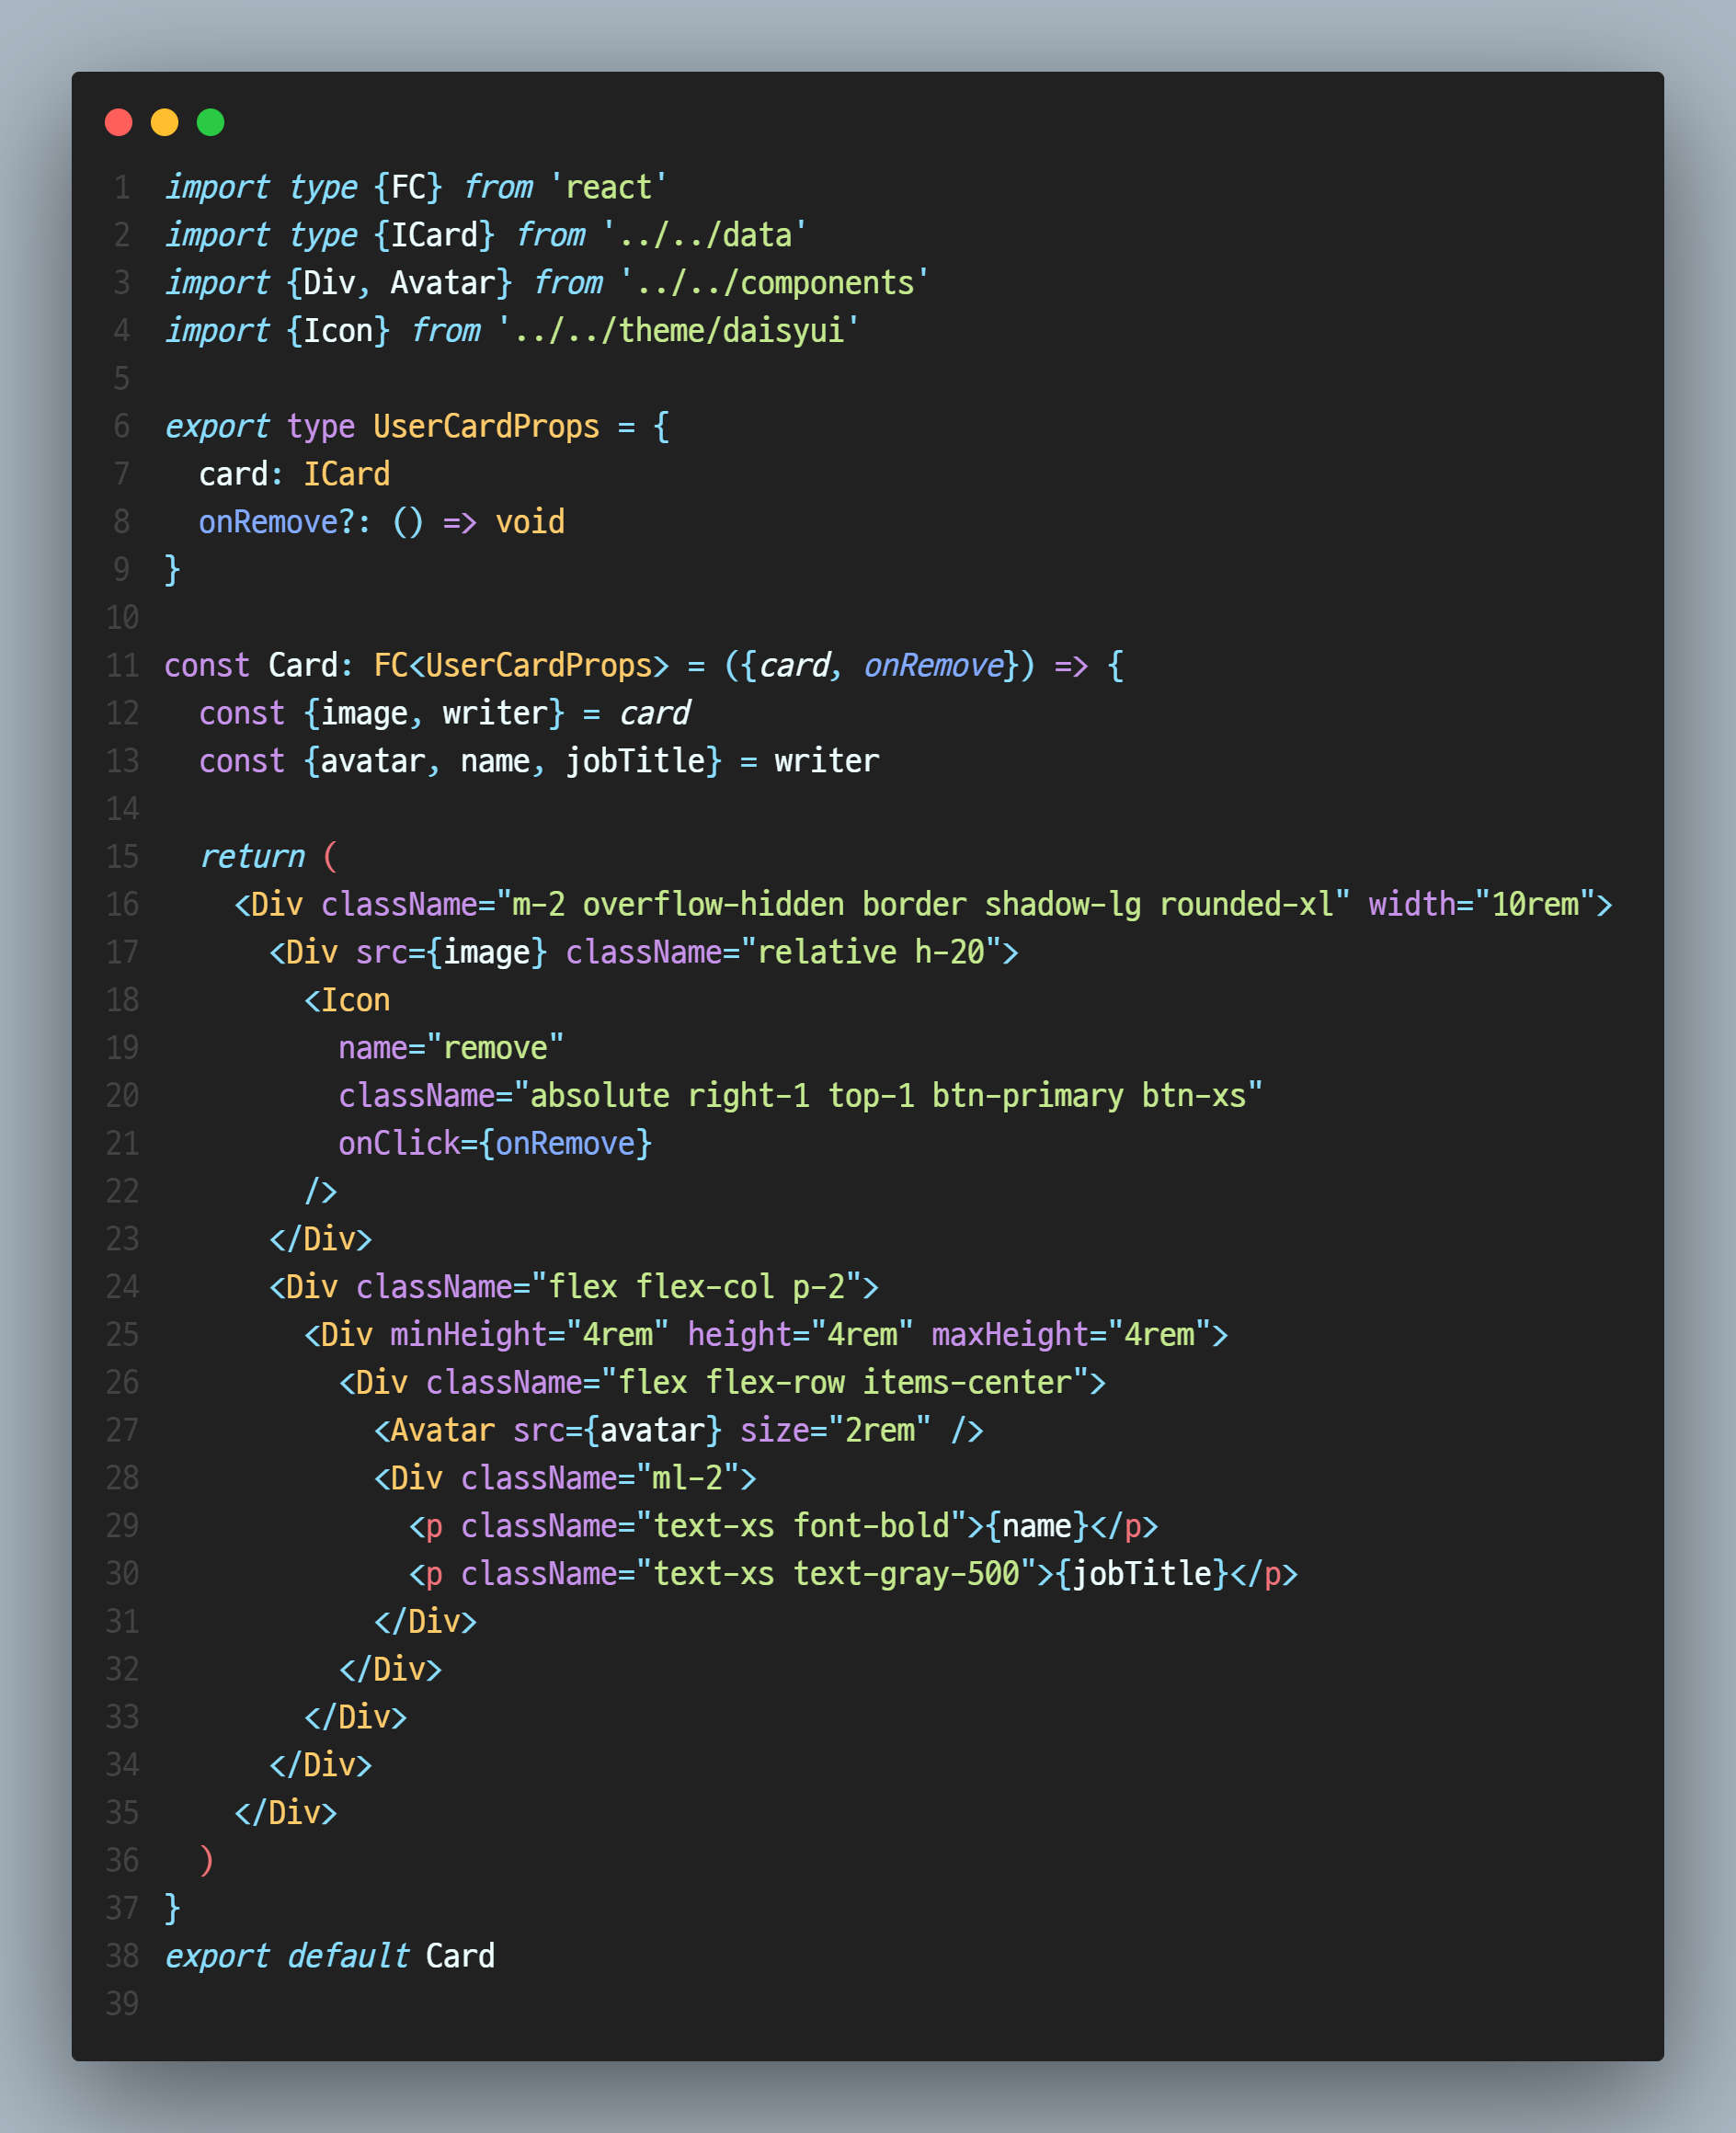 1 import type {FC} from 'react'
2 import type {ICard} from '../../data'
3 import {Div, Avatar} from '../../components'
4 import {Icon} from '../../theme/daisyui'
5
6 export type UserCardProps = {
7   card: ICard
8   onRemove?: () => void
9 }
10
11 const Card: FC<UserCardProps> = ({card, onRemove}) => {
12   const {image, writer} = card
13   const {avatar, name, jobTitle} = writer
14
15   return (
16     <Div className="m-2 overflow-hidden border shadow-lg rounded-xl" width="10rem">
17       <Div src={image} className="relative h-20">
18         <Icon
19           name="remove"
20           className="absolute right-1 top-1 btn-primary btn-xs"
21           onClick={onRemove}
22         />
23       </Div>
24       <Div className="flex flex-col p-2">
25         <Div minHeight="4rem" height="4rem" maxHeight="4rem">
26           <Div className="flex flex-row items-center">
27             <Avatar src={avatar} size="2rem" />
28             <Div className="ml-2">
29               <p className="text-xs font-bold">{name}</p>
30               <p className="text-xs text-gray-500">{jobTitle}</p>
31             </Div>
32           </Div>
33         </Div>
34       </Div>
35     </Div>
36   )
37 }
38 export default Card
39